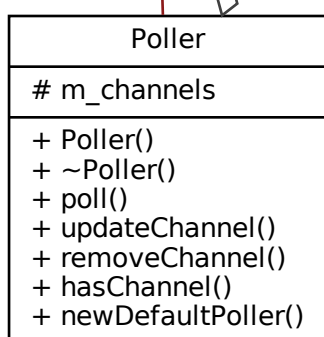 Poller
# m_channels
+ Poller()
+ ~Poller()
+ poll()
+ updateChannel()
+ removeChannel()
+ hasChannel()
+ newDefaultPoller()